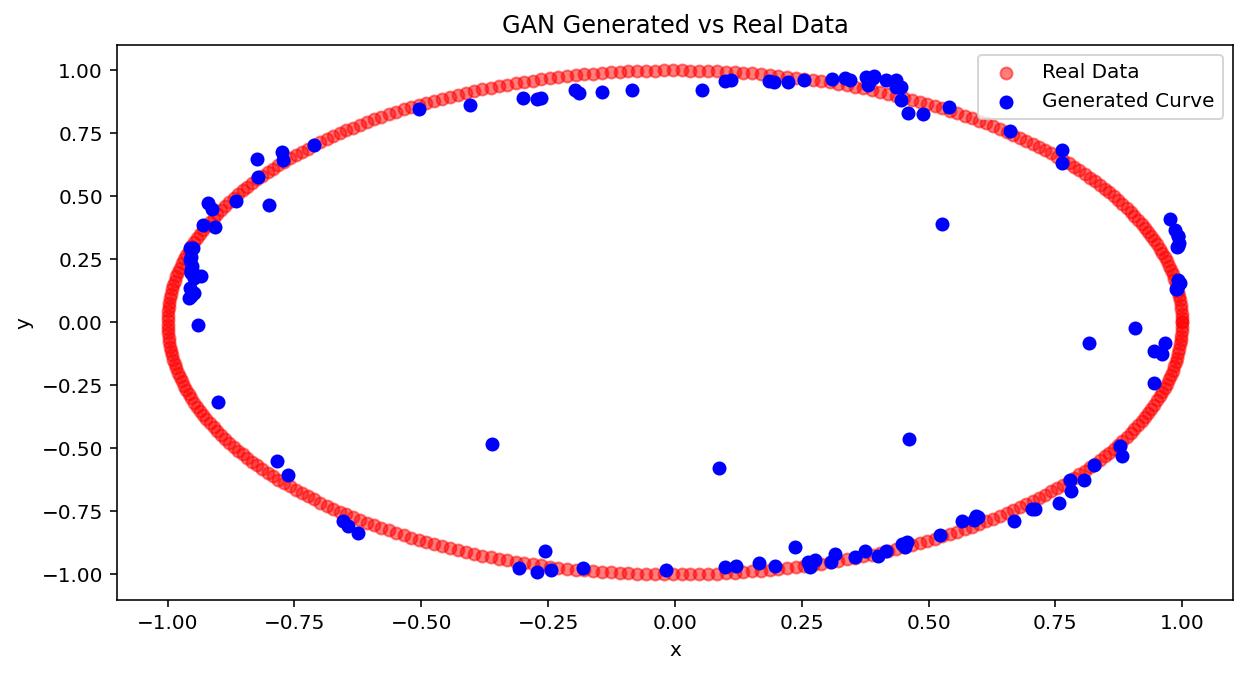 GAN Generated vs Real Data
Real Data
Generated Curve
1.00
0.75
0.50
0.25
0.00
−0.25
−0.50
−0.75
−1.00
y
−1.00 −0.75 −0.50 −0.25 0.00 0.25 0.50 0.75 1.00
x